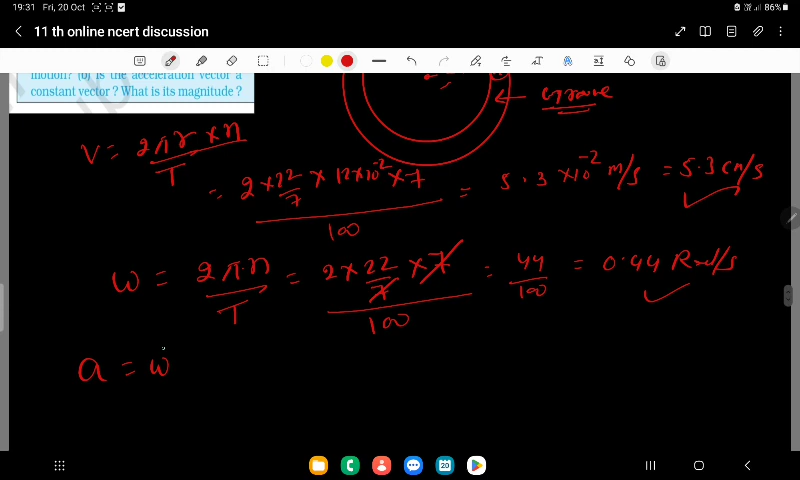 19:31 Fri, 20 Oct
86%
11 th online ncert discussion
motion? (b) Is the acceleration vector a
constant vector ? What is its magnitude ?
groove
V = 2πr × n / T
= 2 × 22/7 × 12×10⁻² × 7 / 100 = 5.3 × 10⁻² m/s = 5.3 cm/s
ω = 2π.n / T = 2 × 22/7 × 7 / 100 = 44/100 = 0.44 Rad/s
a = ω
20